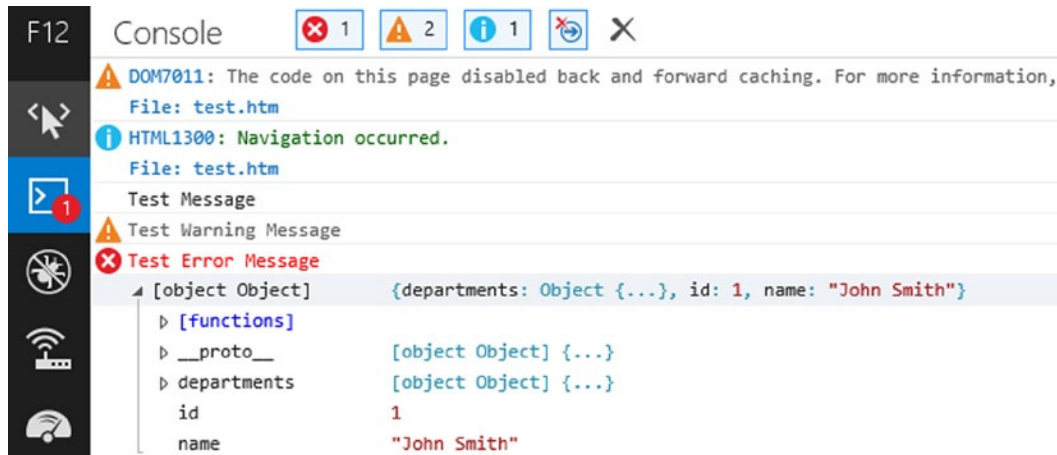 F12 Console 1 2 1
DOM7011: The code on this page disabled back and forward caching. For more information,
File: test.htm
HTML1300: Navigation occurred.
File: test.htm
Test Message
1
Test Warning Message
Test Error Message
[object Object] {departments: Object {...}, id: 1, name: "John Smith"}
[functions]
__proto__ [object Object] {...}
departments [object Object] {...}
id 1
name "John Smith"